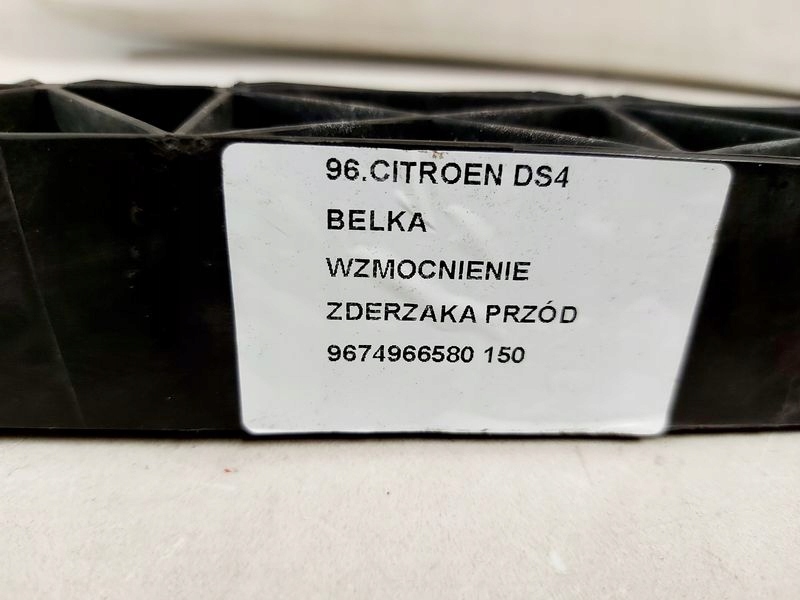 96.CITROEN DS4
BELKA
WZMOCNIENIE
ZDERZAKA PRZÓD
9674966580 150